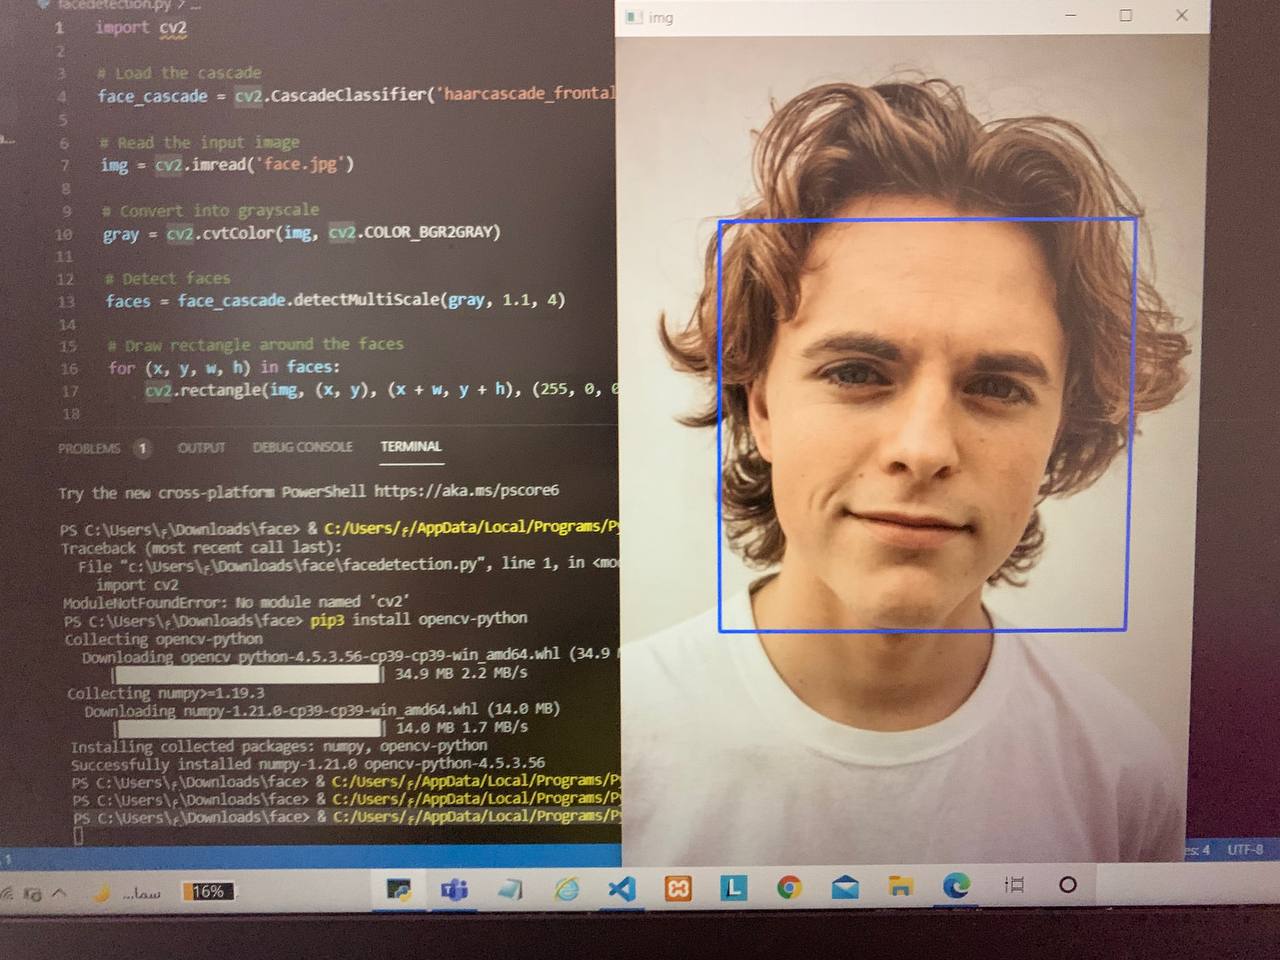 facedetection.py > ...
1 import cv2
2
3 # Load the cascade
4 face_cascade = cv2.CascadeClassifier('haarcascade_frontal
5
6 # Read the input image
7 img = cv2.imread('face.jpg')
8
9 # Convert into grayscale
10 gray = cv2.cvtColor(img, cv2.COLOR_BGR2GRAY)
11
12 # Detect faces
13 faces = face_cascade.detectMultiScale(gray, 1.1, 4)
14
15 # Draw rectangle around the faces
16 for (x, y, w, h) in faces:
17 cv2.rectangle(img, (x, y), (x + w, y + h), (255, 0, 0
18
PROBLEMS 1 OUTPUT DEBUG CONSOLE TERMINAL
Try the new cross-platform PowerShell https://aka.ms/pscore6
PS C:\Users\ـ\Downloads\face> & C:/Users/ـ/AppData/Local/Programs/Py
Traceback (most recent call last):
File "c:\Users\ـ\Downloads\face\facedetection.py", line 1, in <mo
import cv2
ModuleNotFoundError: No module named 'cv2'
PS C:\Users\ـ\Downloads\face> pip3 install opencv-python
Collecting opencv-python
Downloading opencv_python-4.5.3.56-cp39-cp39-win_amd64.whl (34.9 M
34.9 MB 2.2 MB/s
Collecting numpy>=1.19.3
Downloading numpy-1.21.0-cp39-cp39-win_amd64.whl (14.0 MB)
14.0 MB 1.7 MB/s
Installing collected packages: numpy, opencv-python
Successfully installed numpy-1.21.0 opencv-python-4.5.3.56
PS C:\Users\ـ\Downloads\face> & C:/Users/ـ/AppData/Local/Programs/Py
PS C:\Users\ـ\Downloads\face> & C:/Users/ـ/AppData/Local/Programs/Py
PS C:\Users\ـ\Downloads\face> & C:/Users/ـ/AppData/Local/Programs/Py
img
1
es: 4 UTF-8
سما...
16%
L